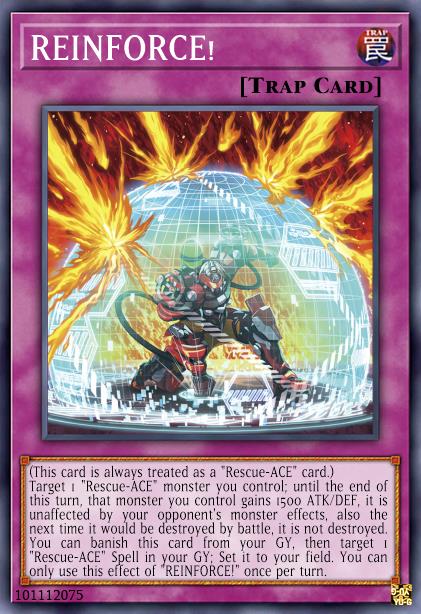 REINFORCE!
TRAP
罠
[TRAP CARD]
(This card is always treated as a "Rescue-ACE" card.)
Target 1 "Rescue-ACE" monster you control; until the end of
this turn, that monster you control gains 1500 ATK/DEF, it is
unaffected by your opponent's monster effects, also the
next time it would be destroyed by battle, it is not destroyed.
You can banish this card from your GY, then target 1
"Rescue-ACE" Spell in your GY; Set it to your field. You can
only use this effect of "REINFORCE!" once per turn.
101112075